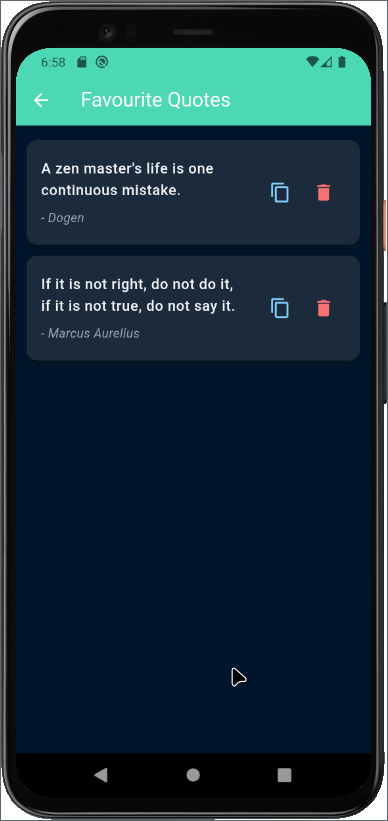 6:58
Favourite Quotes
A zen master's life is one
continuous mistake.
- Dogen
If it is not right, do not do it,
if it is not true, do not say it.
- Marcus Aurelius